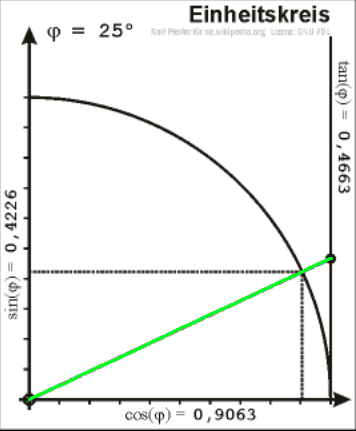 Einheitskreis
φ = 25°
Ralf Pfeifer für de.wikipedia.org Lizenz: GNU-FDL
tan(φ) = 0,4663
sin(φ) = 0,4226
cos(φ) = 0,9063